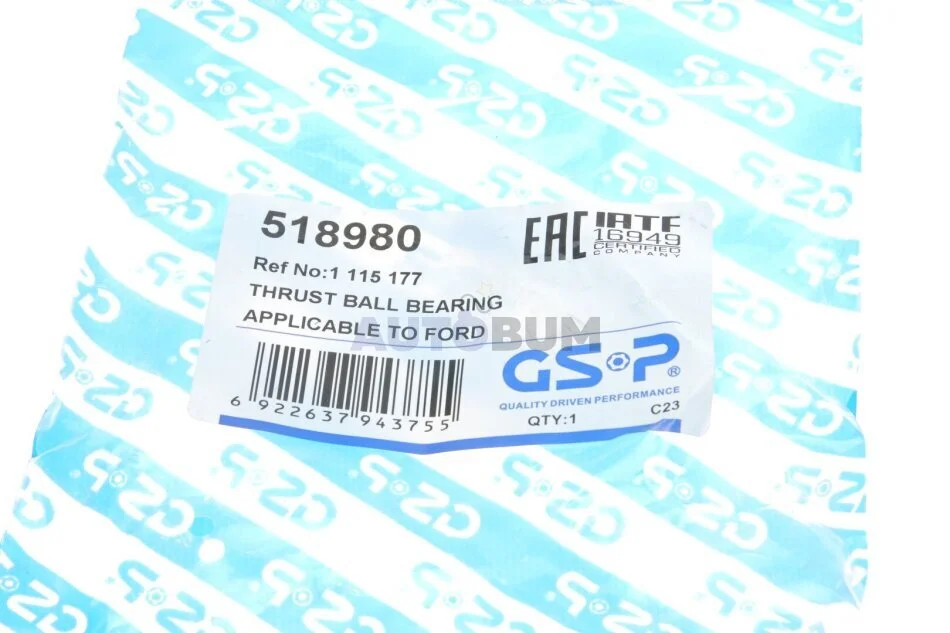 518980
EAC
IATF
16949
CERTIFIED
COMPANY
Ref No:1 115 177
THRUST BALL BEARING
APPLICABLE TO FORD
AUTOBUM
GSP®
QUALITY DRIVEN PERFORMANCE
6 922637 943755
QTY:1
C23